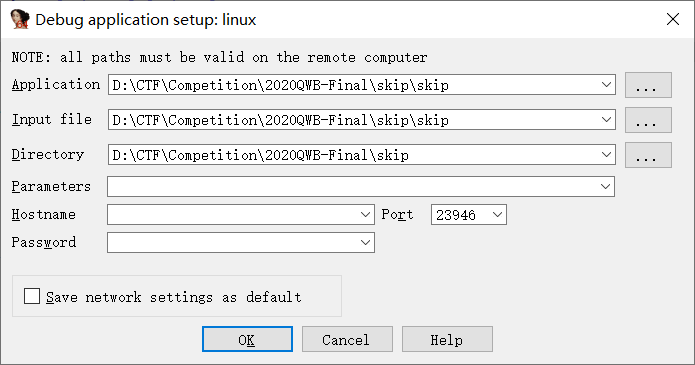 Debug application setup: linux
NOTE: all paths must be valid on the remote computer
Application D:\CTF\Competition\2020QWB-Final\skip\skip ...
Input file D:\CTF\Competition\2020QWB-Final\skip\skip ...
Directory D:\CTF\Competition\2020QWB-Final\skip ...
Parameters
Hostname Port 23946
Password
Save network settings as default
OK Cancel Help